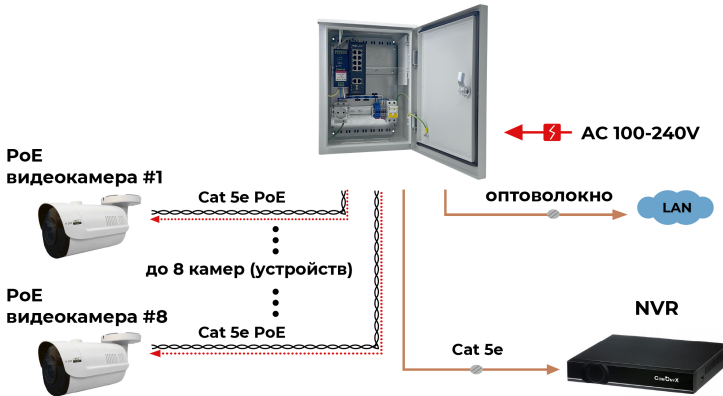 AC 100-240V
PoE
видеокамера #1
Cat 5e PoE
оптоволокно
LAN
до 8 камер (устройств)
PoE
видеокамера #8
Cat 5e PoE
NVR
Cat 5e